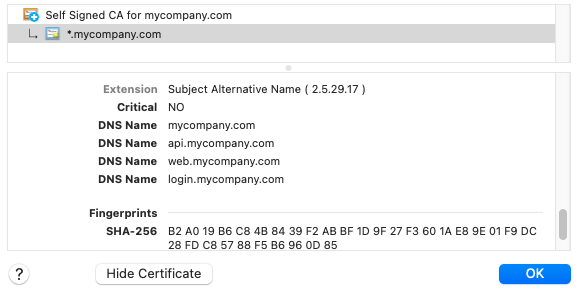 Self Signed CA for mycompany.com
*.mycompany.com
Extension Subject Alternative Name ( 2.5.29.17 )
Critical NO
DNS Name mycompany.com
DNS Name api.mycompany.com
DNS Name web.mycompany.com
DNS Name login.mycompany.com
Fingerprints
SHA-256 B2 A0 19 B6 C8 4B 84 39 F2 AB BF 1D 9F 27 F3 60 1A E8 9E 01 F9 DC
28 FD C8 57 88 F5 B6 96 0D 85
? Hide Certificate OK